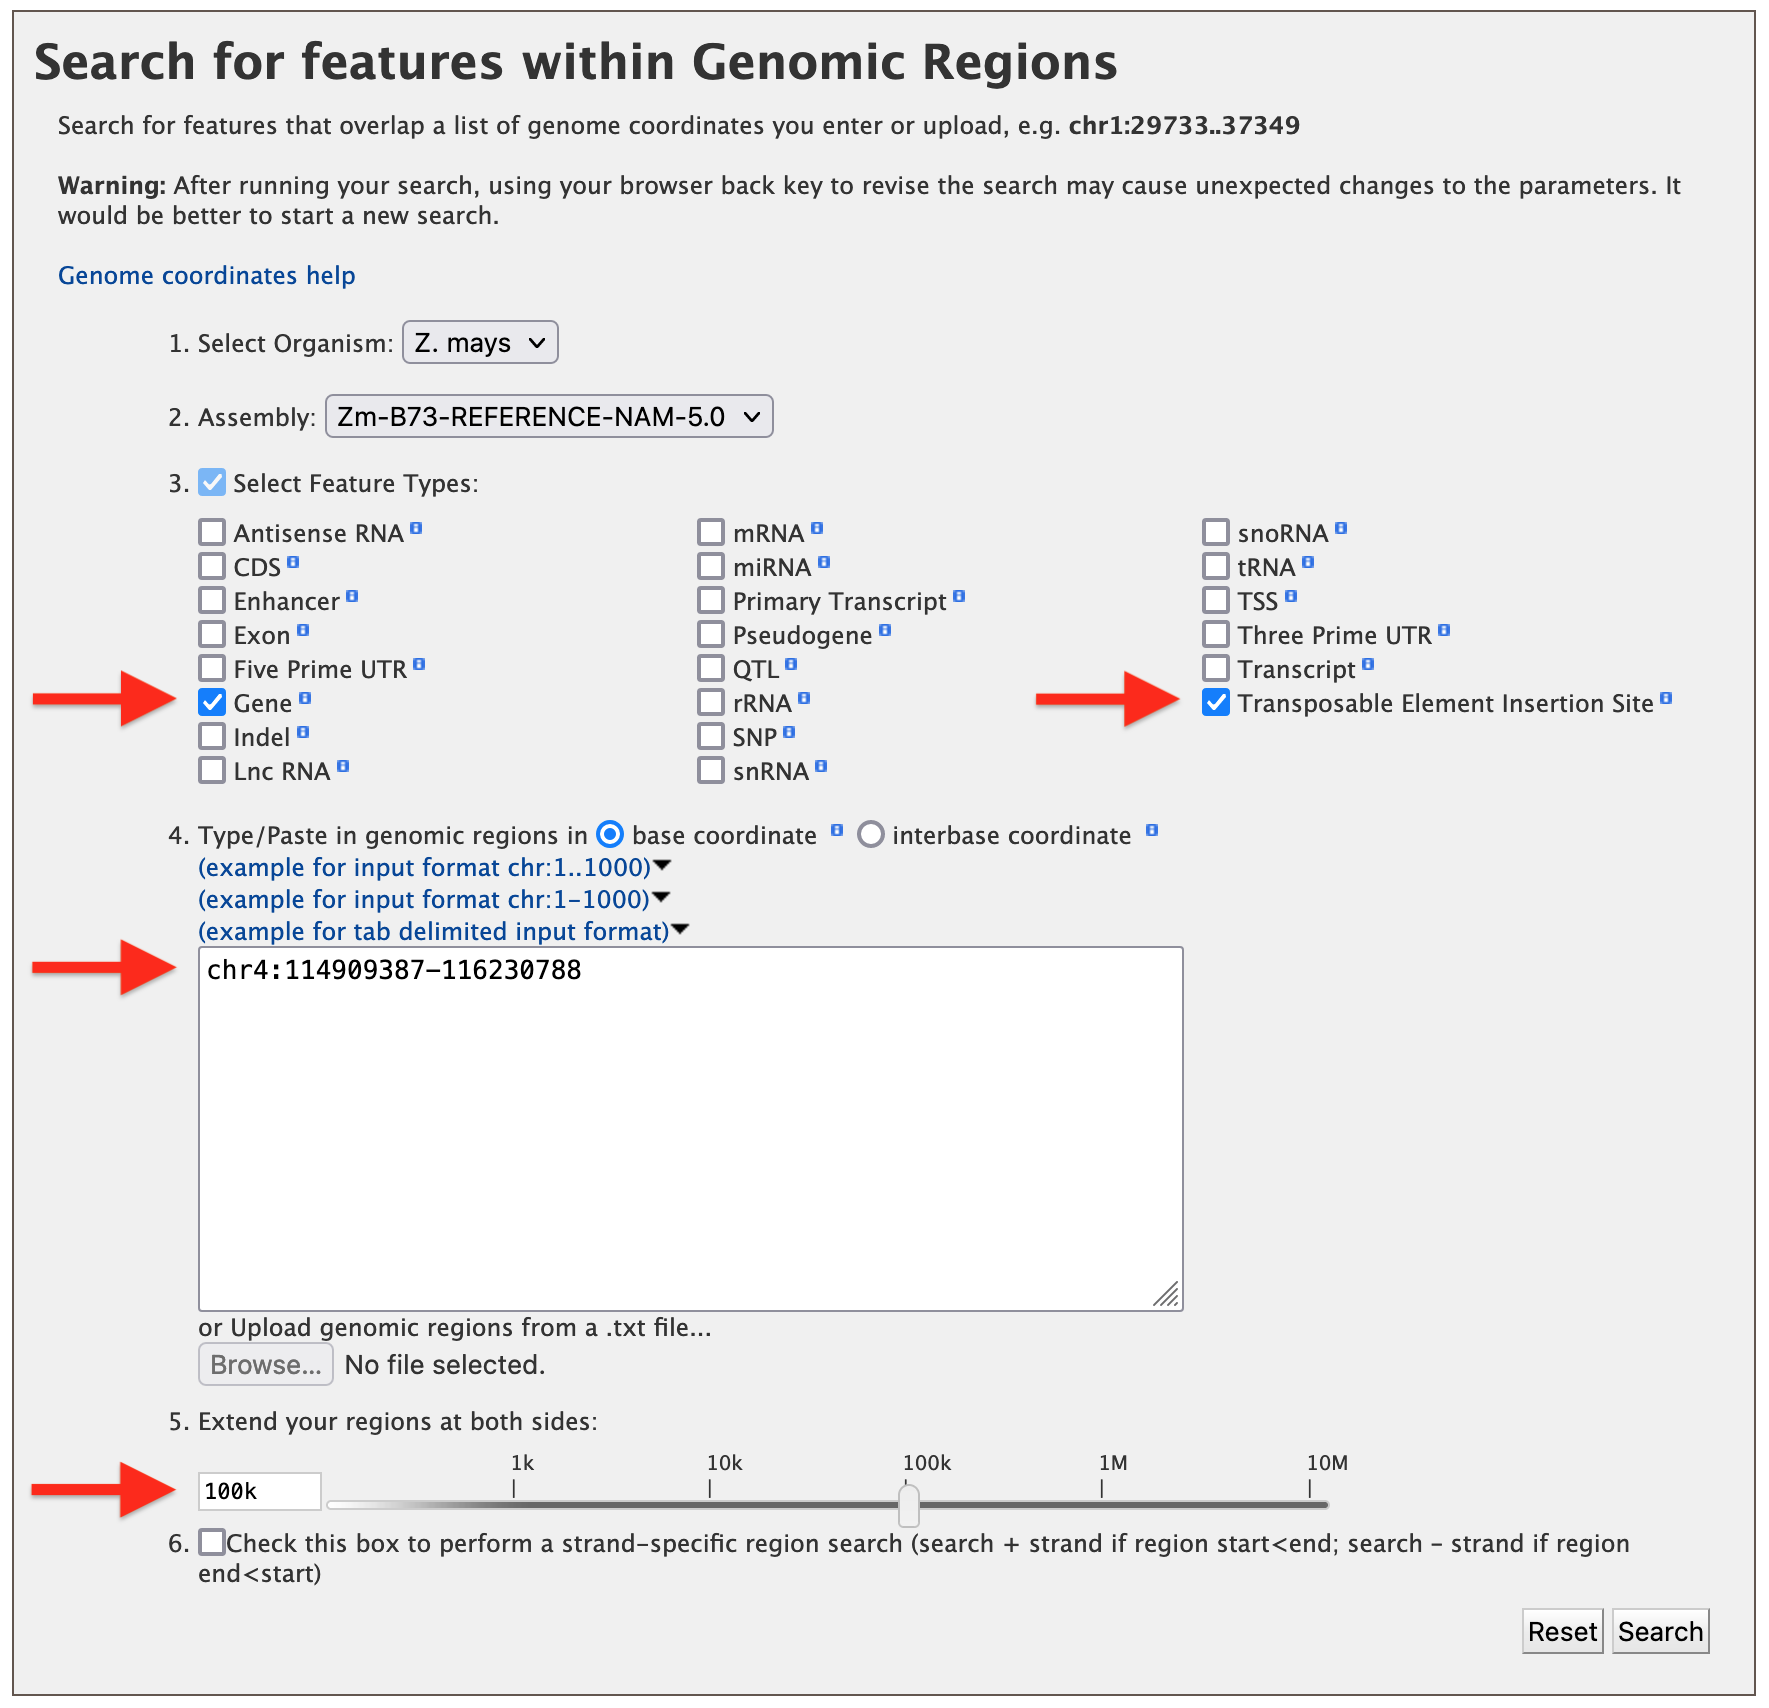 Search for features within Genomic Regions
Search for features that overlap a list of genome coordinates you enter or upload, e.g. chr1:29733..37349
Warning: After running your search, using your browser back key to revise the search may cause unexpected changes to the parameters. It
would be better to start a new search.
Genome coordinates help
1. Select Organism: Z. mays
2. Assembly: Zm-B73-REFERENCE-NAM-5.0
3. Select Feature Types:
Antisense RNA
CDS
Enhancer
Exon
Five Prime UTR
Gene
Indel
Lnc RNA
mRNA
miRNA
Primary Transcript
Pseudogene
QTL
rRNA
SNP
snRNA
snoRNA
tRNA
TSS
Three Prime UTR
Transcript
Transposable Element Insertion Site
4. Type/Paste in genomic regions in base coordinate interbase coordinate
(example for input format chr:1..1000)
(example for input format chr:1-1000)
(example for tab delimited input format)
chr4:114909387-116230788
or Upload genomic regions from a .txt file...
Browse... No file selected.
5. Extend your regions at both sides:
1k 10k 100k 1M 10M
100k
6. Check this box to perform a strand-specific region search (search + strand if region start<end; search - strand if region
end<start)
Reset Search